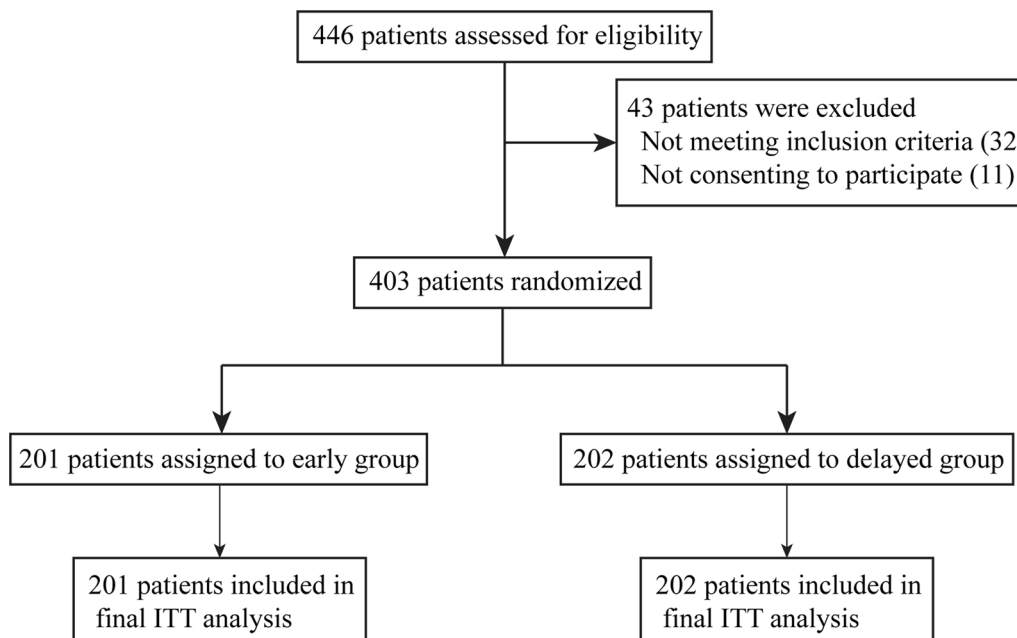 446 patients assessed for eligibility
43 patients were excluded
Not meeting inclusion criteria (32
Not consenting to participate (11)
403 patients randomized
201 patients assigned to early group
202 patients assigned to delayed group
201 patients included in
final ITT analysis
202 patients included in
final ITT analysis